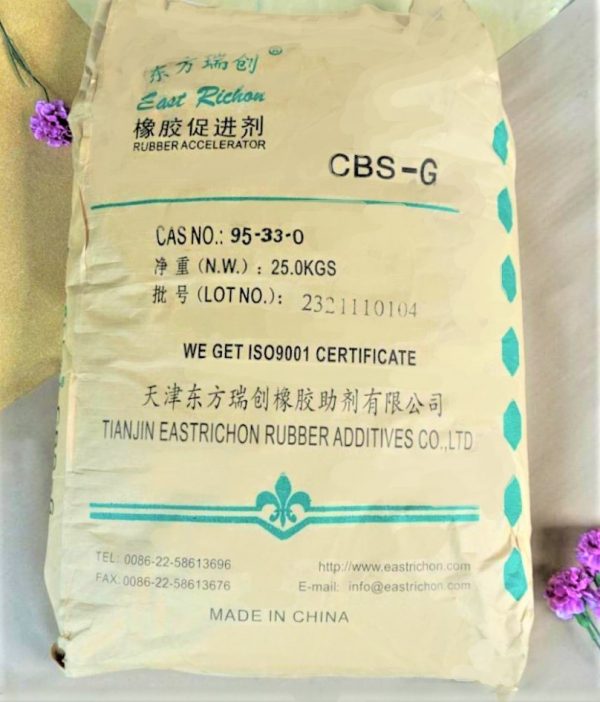 东方瑞创®
East Richon
橡胶促进剂
RUBBER ACCELERATOR
CBS-G
CAS NO.: 95-33-0
净重 (N.W.) : 25.0KGS
批号 (LOT NO.): 2321110104
WE GET ISO9001 CERTIFICATE
天津东方瑞创橡胶助剂有限公司
TIANJIN EASTRICHON RUBBER ADDITIVES CO.,LTD
TEL: 0086-22-58613696
http://www.eastrichon.com
FAX: 0086-22-58613676
E-mail: info@eastrichon.com
MADE IN CHINA